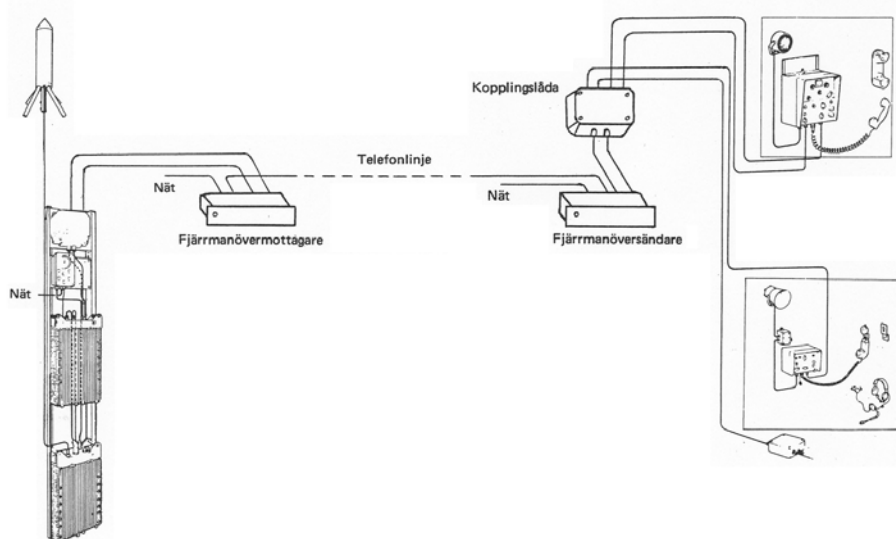 Kopplingslåda
Telefonlinje
Nät
Nät
Fjärrmanövermottagare
Fjärrmanöversändare
Nät